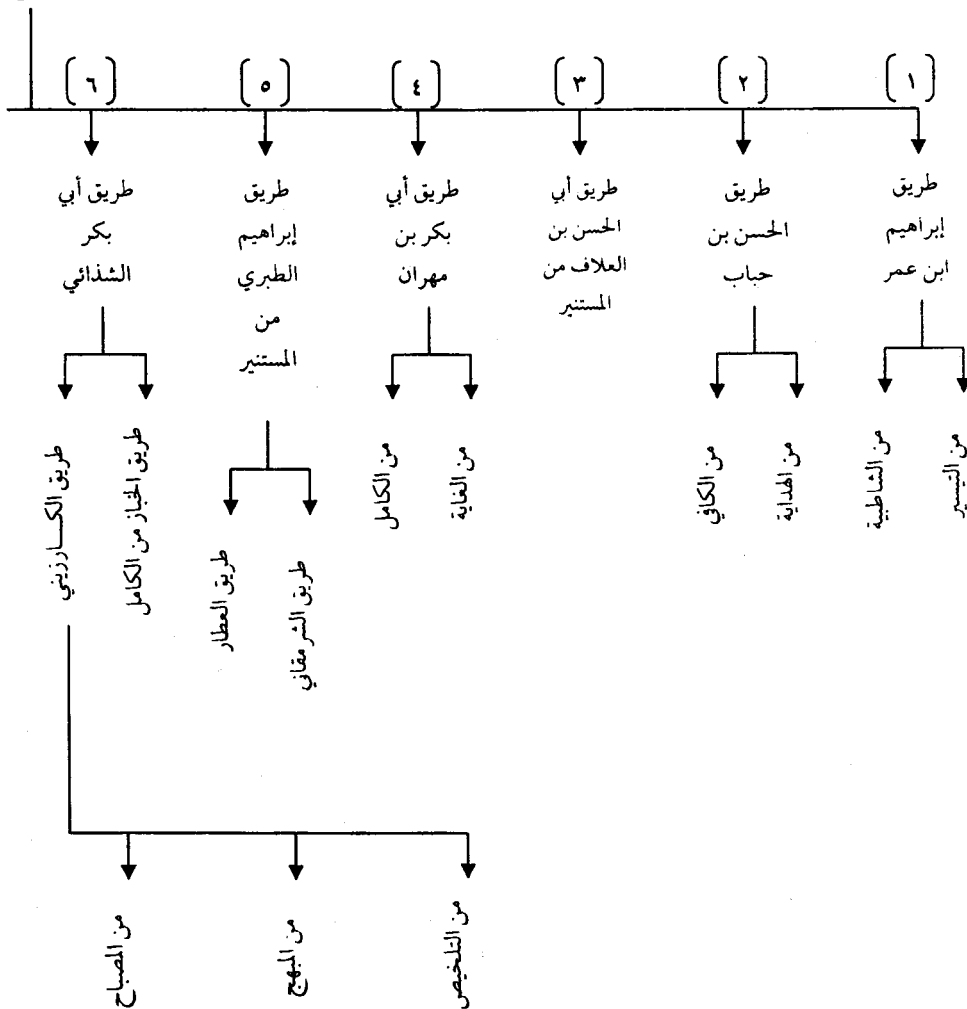 (١)
طريق
إبراهيم
ابن عمر
من التيسير
من الشاطبية
(٢)
طريق
الحسن بن
حباب
من الهداية
من الكافي
(٣)
طريق أبي
الحسن بن
العلاف من
المستنير
(٤)
طريق أبي
بكر بن
مهران
من الغاية
من الكامل
(٥)
طريق
إبراهيم
الطبري
من
المستنير
طريق الشرمقاني
طريق العطار
(٦)
طريق أبي
بكر
الشذائي
طريق الخباز من الكامل
طريق الكارزيني
من التلخيص
من المبهج
من المصباح